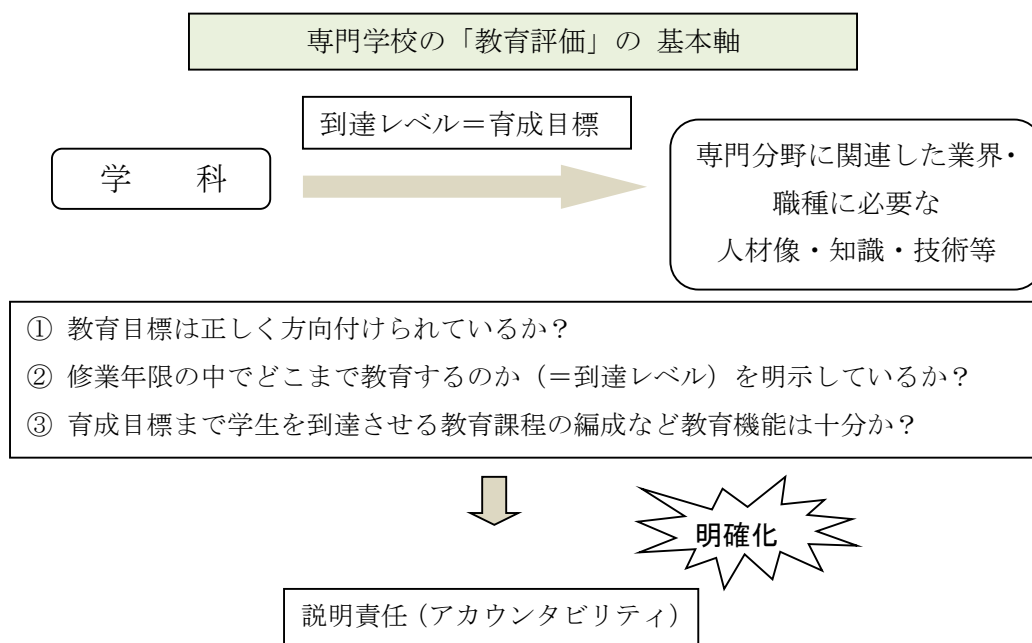 専門学校の「教育評価」の 基本軸
到達レベル＝育成目標
学　　科
専門分野に関連した業界・
職種に必要な
人材像・知識・技術等
① 教育目標は正しく方向付けられているか？
② 修業年限の中でどこまで教育するのか（＝到達レベル）を明示しているか？
③ 育成目標まで学生を到達させる教育課程の編成など教育機能は十分か？
明確化
説明責任（アカウンタビリティ）